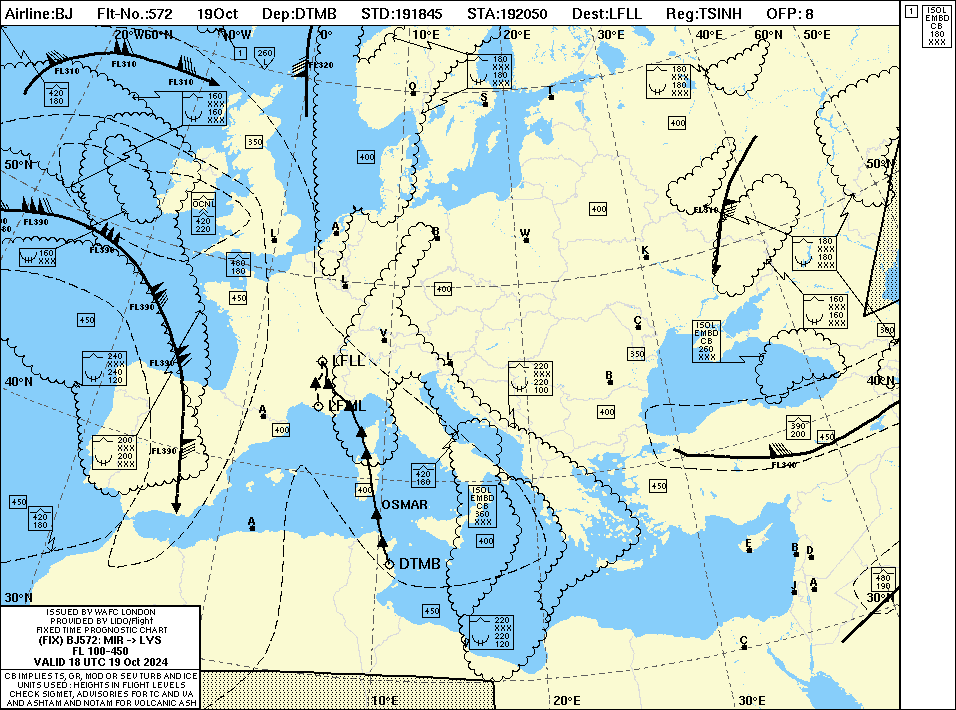 Airline:BJ Flt-No.:572 19Oct Dep:DTMB STD:191845 STA:192050 Dest:LFLL Reg:TSINH OFP: 8
1
ISOL
EMBD
CB
180
XXX
20°W60°N
10°W
0°
10°E
20°E
30°E
40°E
60°N
50°E
FL310
FL310
FL310
FL320
1
260
L
420
180
160
XXX
160
XXX
180
XXX
180
XXX
180
XXX
180
XXX
O
S
T
350
400
400
50°N
50°N
OCNL
420
220
FL390
FL390
FL390
FL390
FL390
160
XXX
480
180
450
450
L
A
B
W
K
400
FL310
180
XXX
180
XXX
160
XXX
160
XXX
L
400
V
C
350
300
ISOL
EMBD
CB
260
XXX
240
XXX
240
120
LFLL
LFML
L
220
XXX
220
100
B
40°N
40°N
A
400
400
390
200
450
FL340
200
XXX
200
XXX
450
420
180
400
420
180
ISOL
EMBD
CB
360
XXX
OSMAR
450
A
400
DTMB
E
B
D
J
A
480
190
30°N
30°N
450
220
XXX
220
120
C
ISSUED BY WAFC LONDON
PROVIDED BY LIDO/Flight
FIXED TIME PROGNOSTIC CHART
(FIX) BJ572: MIR -> LYS
FL 100-450
VALID 18 UTC 19 Oct 2024
CB IMPLIES TS, GR, MOD OR SEV TURB AND ICE
UNITS USED : HEIGHTS IN FLIGHT LEVELS
CHECK SIGMET, ADVISORIES FOR TC AND VA
AND ASHTAM AND NOTAM FOR VOLCANIC ASH
10°E
20°E
30°E